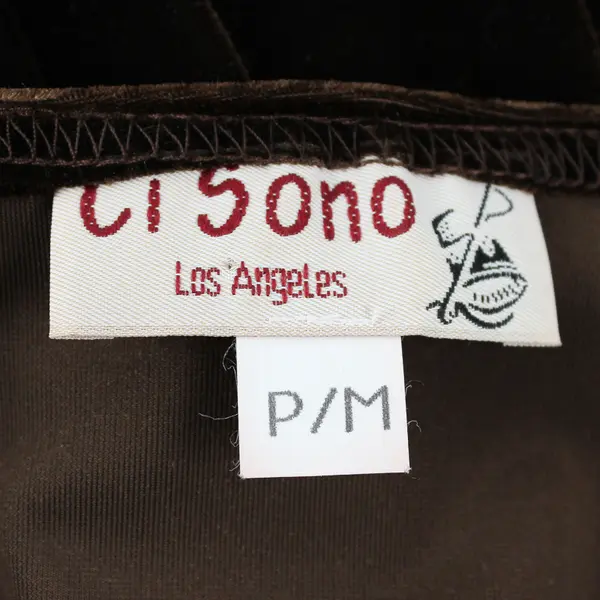 Ci Sono
Los Angeles
P/M